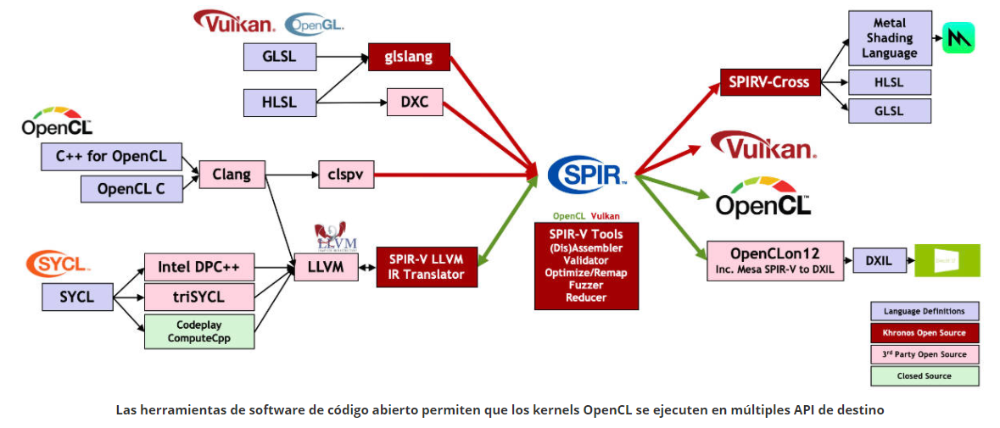 Vulkan.
OpenGL.
GLSL
glslang
HLSL
DXC
OpenCL
C++ for OpenCL
OpenCL C
Clang
clspv
SYCL
SYCL
Intel DPC++
triSYCL
Codeplay
ComputeCpp
LLVM
LLVM
SPIR-V LLVM
IR Translator
SPIR™
OpenCL Vulkan
SPIR-V Tools
(Dis)Assembler
Validator
Optimize/Remap
Fuzzer
Reducer
SPIRV-Cross
Metal
Shading
Language
HLSL
GLSL
Vulkan.
OpenCL™
OpenCLon12
Inc. Mesa SPIR-V to DXIL
DXIL
Language Definitions
Khronos Open Source
3rd Party Open Source
Closed Source
Las herramientas de software de código abierto permiten que los kernels OpenCL se ejecuten en múltiples API de destino